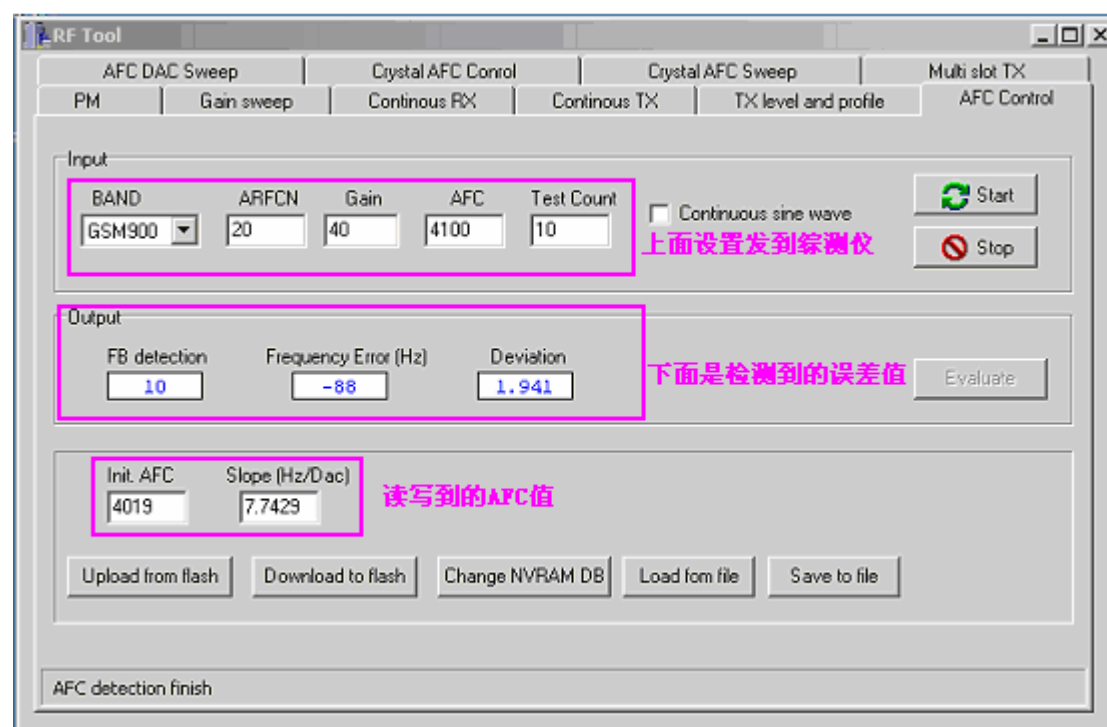 RF Tool
AFC DAC Sweep Crystal AFC Conrol Crystal AFC Sweep Multi slot TX
PM Gain sweep Continous RX Continous TX TX level and profile AFC Control
Input
BAND ARFCN Gain AFC Test Count
GSM900 20 40 4100 10
Continuous sine wave
上面设置发到综测仪
Start
Stop
Output
FB detection Frequency Error (Hz) Deviation
10 -88 1.941
下面是检测到的误差值
Evaluate
Init. AFC Slope (Hz/Dac)
4019 7.7429
读写到的AFC值
Upload from flash Download to flash Change NVRAM DB Load fom file Save to file
AFC detection finish